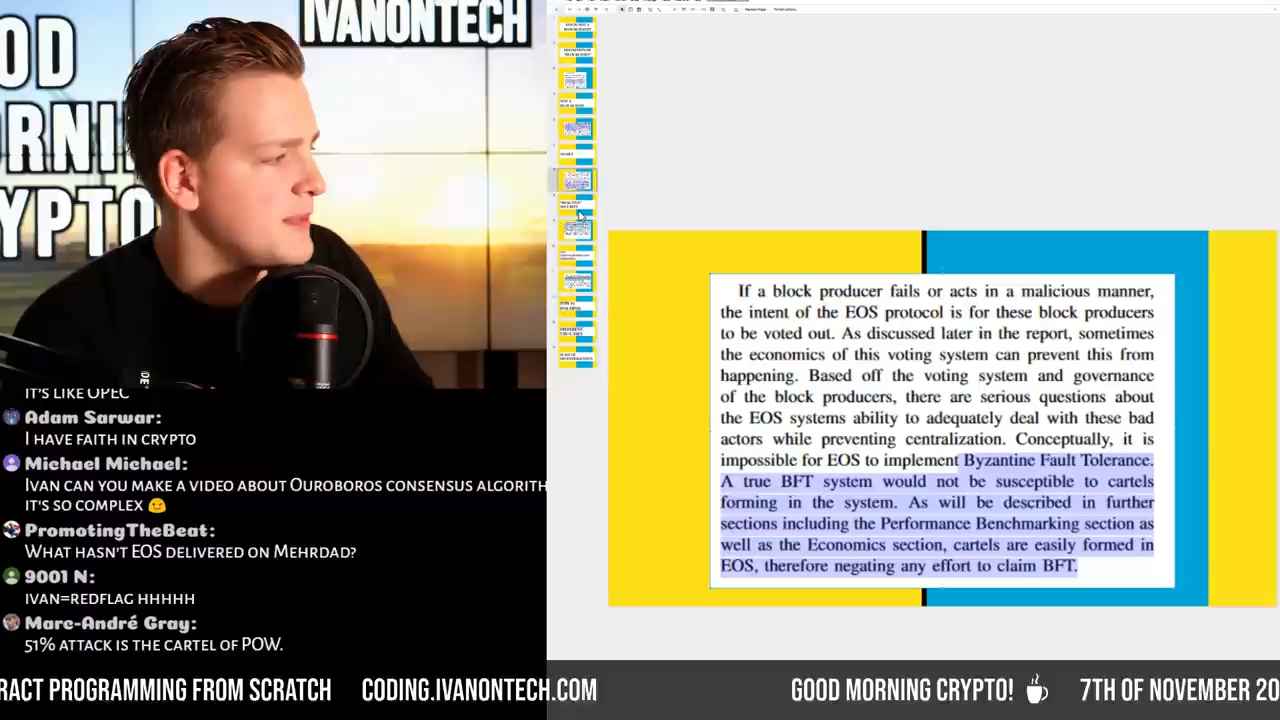 IVANONTECH
OD
RNI
YPTO
IT'S LIKE OPEC
Adam Sarwar:
I HAVE FAITH IN CRYPTO
Michael Michael:
IVAN CAN YOU MAKE A VIDEO ABOUT OUROBOROS CONSENSUS ALGORITH
IT'S SO COMPLEX 😋
PromotingTheBeat:
WHAT HASN'T EOS DELIVERED ON MEHRDAD?
9001 N:
IVAN=REDFLAG HHHHH
Marc-André Gray:
51% ATTACK IS THE CARTEL OF POW.
If a block producer fails or acts in a malicious manner,
the intent of the EOS protocol is for these block producers
to be voted out. As discussed later in the report, sometimes
the economics of this voting system can prevent this from
happening. Based off the voting system and governance
of the block producers, there are serious questions about
the EOS systems ability to adequately deal with these bad
actors while preventing centralization. Conceptually, it is
impossible for EOS to implement Byzantine Fault Tolerance.
A true BFT system would not be susceptible to cartels
forming in the system. As will be described in further
sections including the Performance Benchmarking section as
well as the Economics section, cartels are easily formed in
EOS, therefore negating any effort to claim BFT.
RACT PROGRAMMING FROM SCRATCH CODING.IVANONTECH.COM GOOD MORNING CRYPTO! ☕ 7TH OF NOVEMBER 20